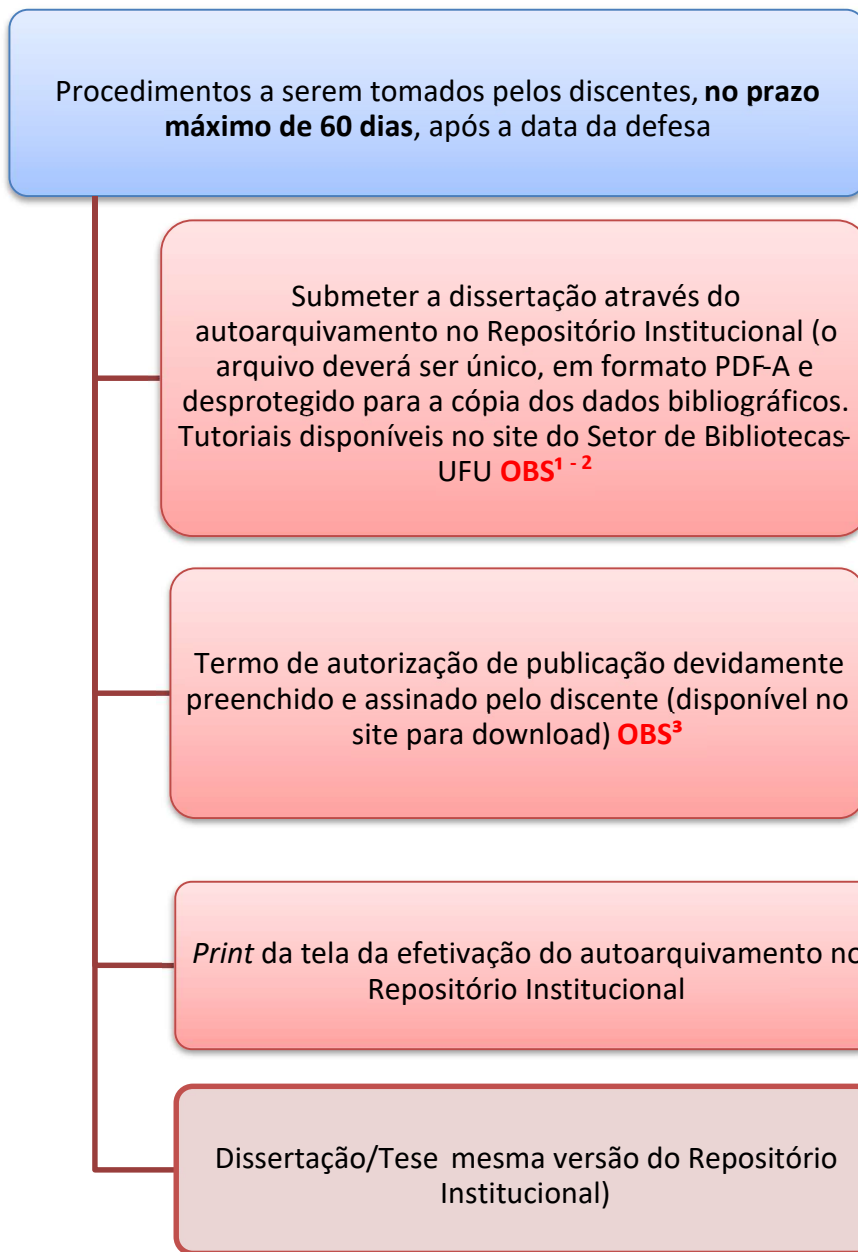 Procedimentos a serem tomados pelos discentes, no prazo
máximo de 60 dias, após a data da defesa
Submeter a dissertação através do
autoarquivamento no Repositório Institucional (o
arquivo deverá ser único, em formato PDF-A e
desprotegido para a cópia dos dados bibliográficos.
Tutoriais disponíveis no site do Setor de Bibliotecas-
UFU OBS¹ - ²
Termo de autorização de publicação devidamente
preenchido e assinado pelo discente (disponível no
site para download) OBS³
Print da tela da efetivação do autoarquivamento no
Repositório Institucional
Dissertação/Tese mesma versão do Repositório
Institucional)